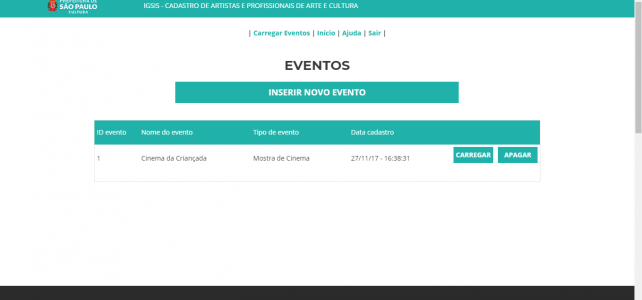 PREFEITURA DE
SÃO PAULO
CULTURA
IGSIS - CADASTRO DE ARTISTAS E PROFISSIONAIS DE ARTE E CULTURA
| Carregar Eventos | Início | Ajuda | Sair |
EVENTOS
INSERIR NOVO EVENTO
ID evento Nome do evento Tipo de evento Data cadastro
1 Cinema da Criançada Mostra de Cinema 27/11/17 - 16:38:31 CARREGAR APAGAR